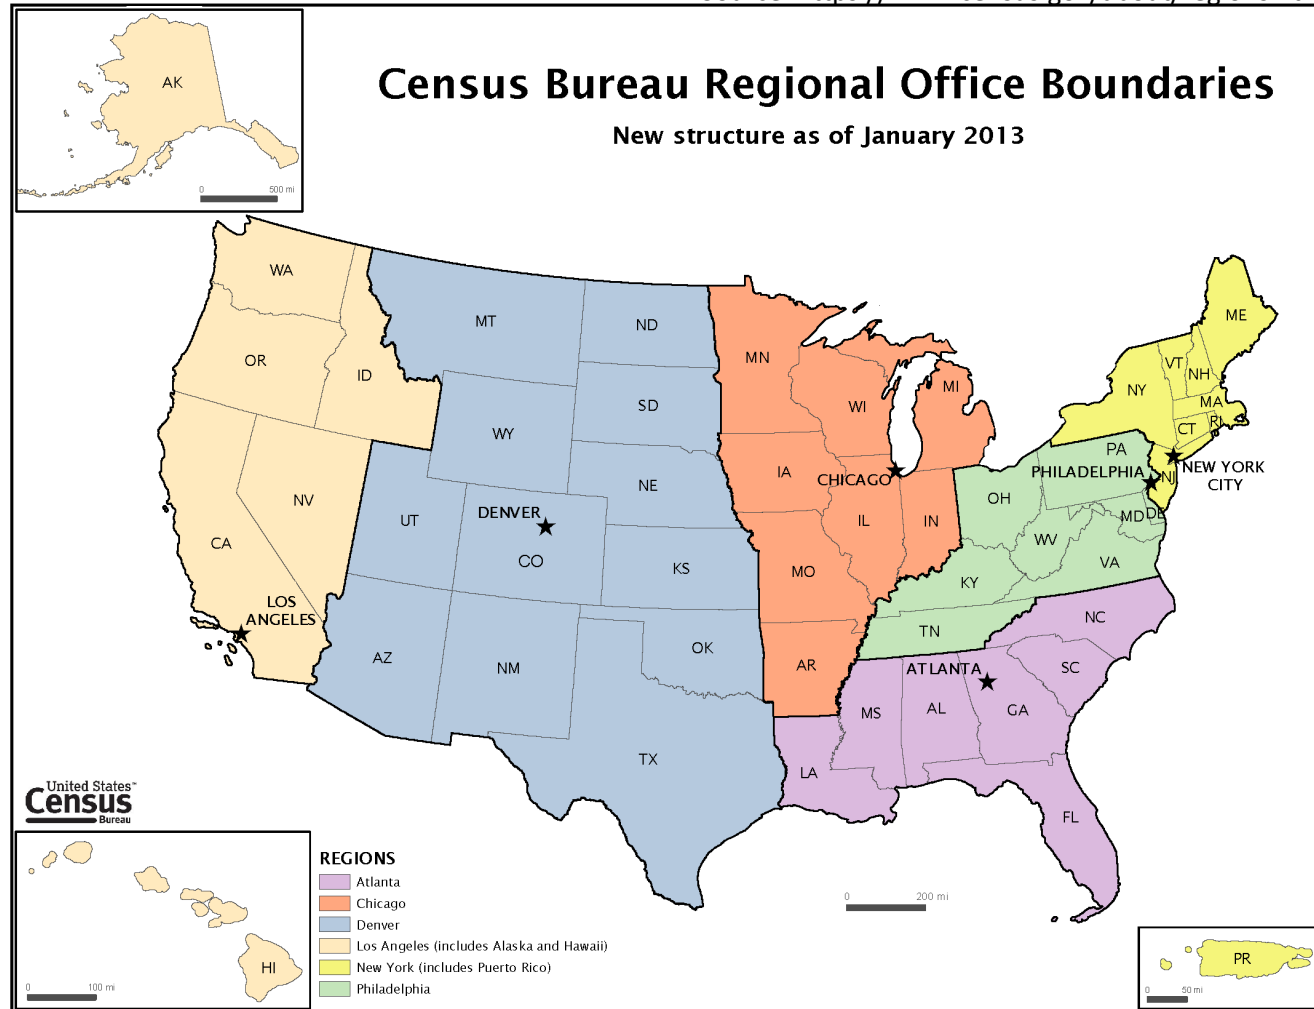 Census Bureau Regional Office Boundaries
New structure as of January 2013
AK
0 500 mi
WA
MT
ND
MN
ME
OR
ID
SD
WI
MI
NY
VT
NH
MA
RI
CT
WY
IA
PA
NV
NE
CHICAGO
PHILADELPHIA
NEW YORK
CITY
NJ
UT
DENVER
OH
MD
DE
CA
CO
IL
IN
WV
VA
KS
MO
KY
LOS
ANGELES
TN
NC
AZ
NM
OK
AR
ATLANTA
SC
MS
AL
GA
TX
LA
FL
United States™
Census
Bureau
HI
0 100 mi
REGIONS
Atlanta
Chicago
Denver
Los Angeles (includes Alaska and Hawaii)
New York (includes Puerto Rico)
Philadelphia
0 200 mi
PR
0 50 mi